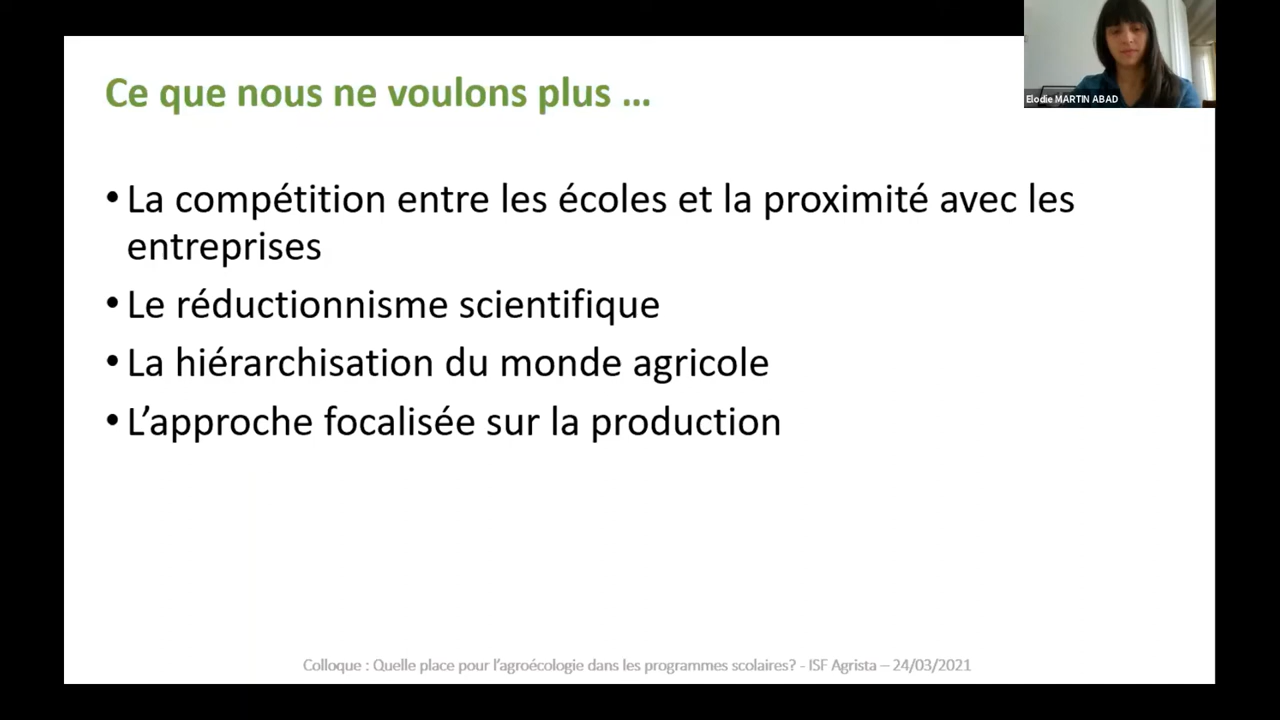 Ce que nous ne voulons plus ...
Elodie MARTIN ABAD
• La compétition entre les écoles et la proximité avec les
entreprises
• Le réductionnisme scientifique
• La hiérarchisation du monde agricole
• L’approche focalisée sur la production
Colloque : Quelle place pour l’agroécologie dans les programmes scolaires? - ISF Agrista – 24/03/2021